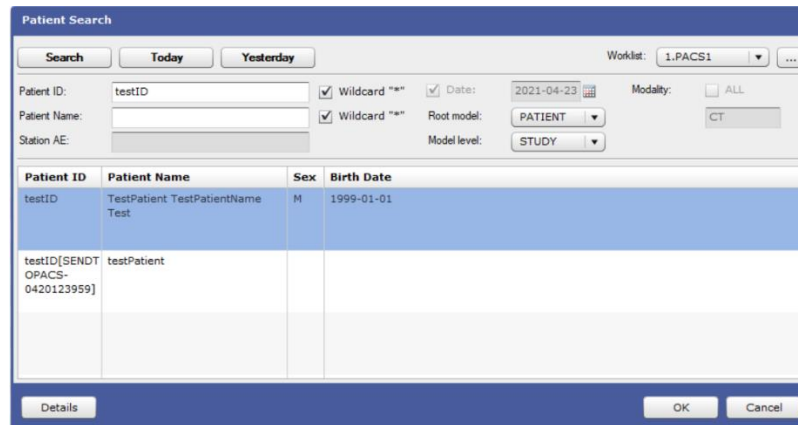 Patient Search
Search Today Yesterday Worklist: 1.PACS1 ...
Patient ID: testID Wildcard "*" Date: 2021-04-23 Modality: ALL
Patient Name: Wildcard "*" Root model: PATIENT CT
Station AE: Model level: STUDY
Patient ID Patient Name Sex Birth Date
testID TestPatient TestPatientName M 1999-01-01
Test
testID[SENDT testPatient
OPACS-
0420123959]
Details OK Cancel